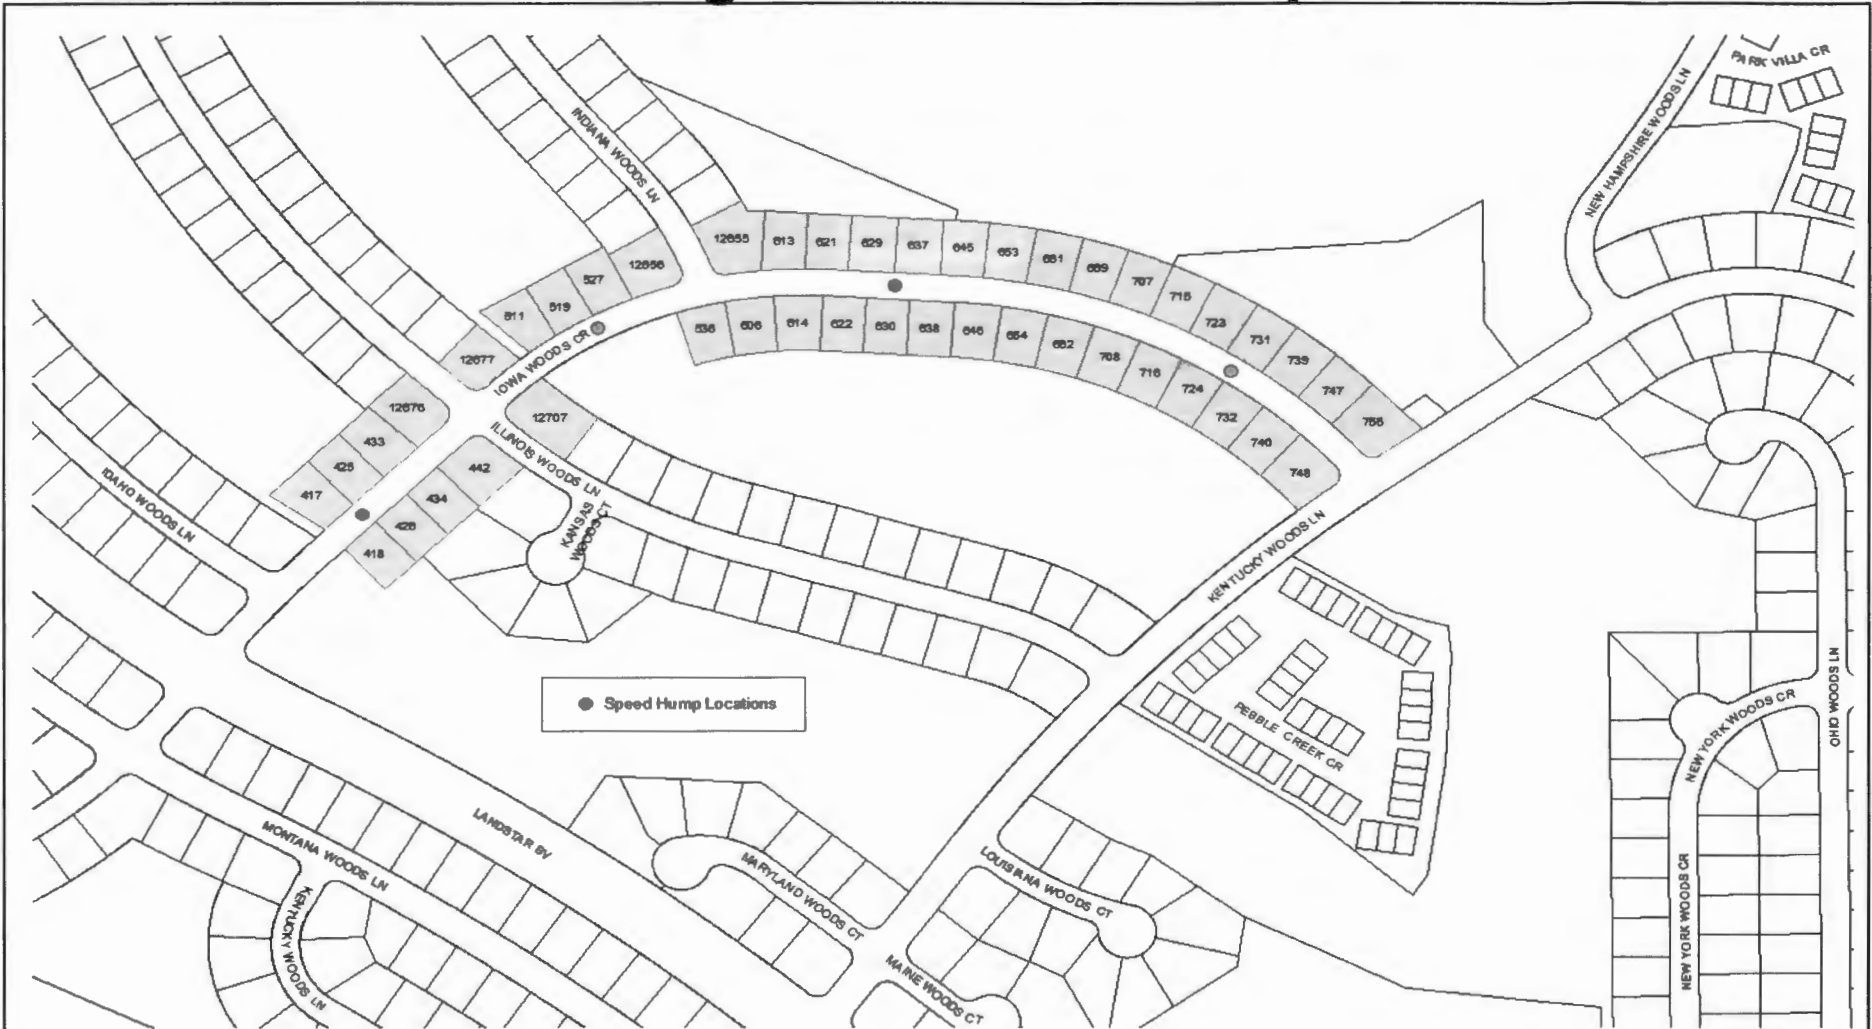 PARK VILLA CR
NEW HAMPSHIRE WOODS LN
INDIANA WOODS LN
12655
613
621
629
637
645
653
661
669
707
715
723
731
739
747
755
12656
527
519
511
12677
IOWA WOODS CR
536
606
614
622
630
638
646
654
662
708
716
724
732
740
748
12676
433
425
417
12707
ILLINOIS WOODS LN
442
434
426
418
KANSAS
WOODS CT
IDAHO WOODS LN
KENTUCKY WOODS LN
Speed Hump Locations
PEBBLE CREEK CR
OHIO WOODS LN
NEW YORK WOODS CR
LANDSTAR BV
MONTANA WOODS LN
MARYLAND WOODS CT
LOUISIANA WOODS CT
KENTUCKY WOODS LN
MAINE WOODS CT
NEW YORK WOODS CR